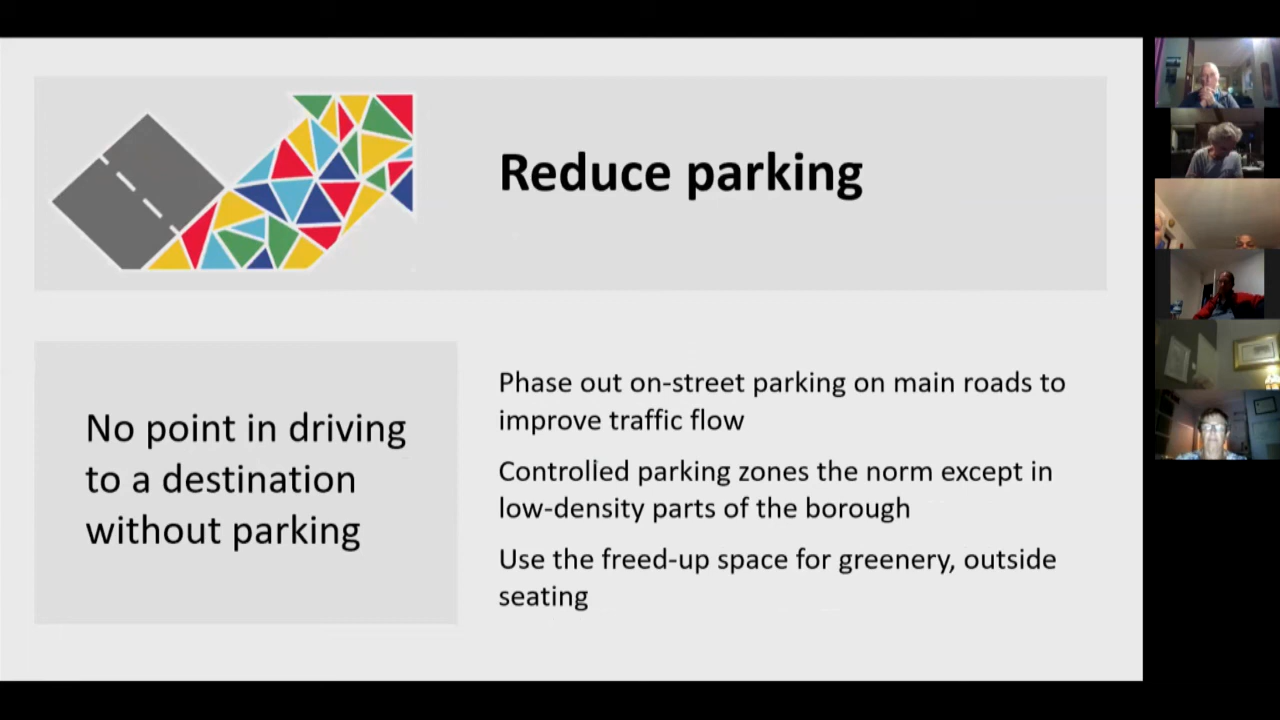 Reduce parking
No point in driving
to a destination
without parking
Phase out on-street parking on main roads to
improve traffic flow
Controlled parking zones the norm except in
low-density parts of the borough
Use the freed-up space for greenery, outside
seating